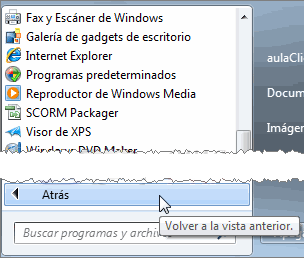 Fax y Escáner de Windows
Galería de gadgets de escritorio
Internet Explorer
Programas predeterminados
Reproductor de Windows Media
SCORM Packager
Visor de XPS
Windows DVD Maker
aulaCli
Docum
Imágen
Atrás
Volver a la vista anterior.
Buscar programas y archiv